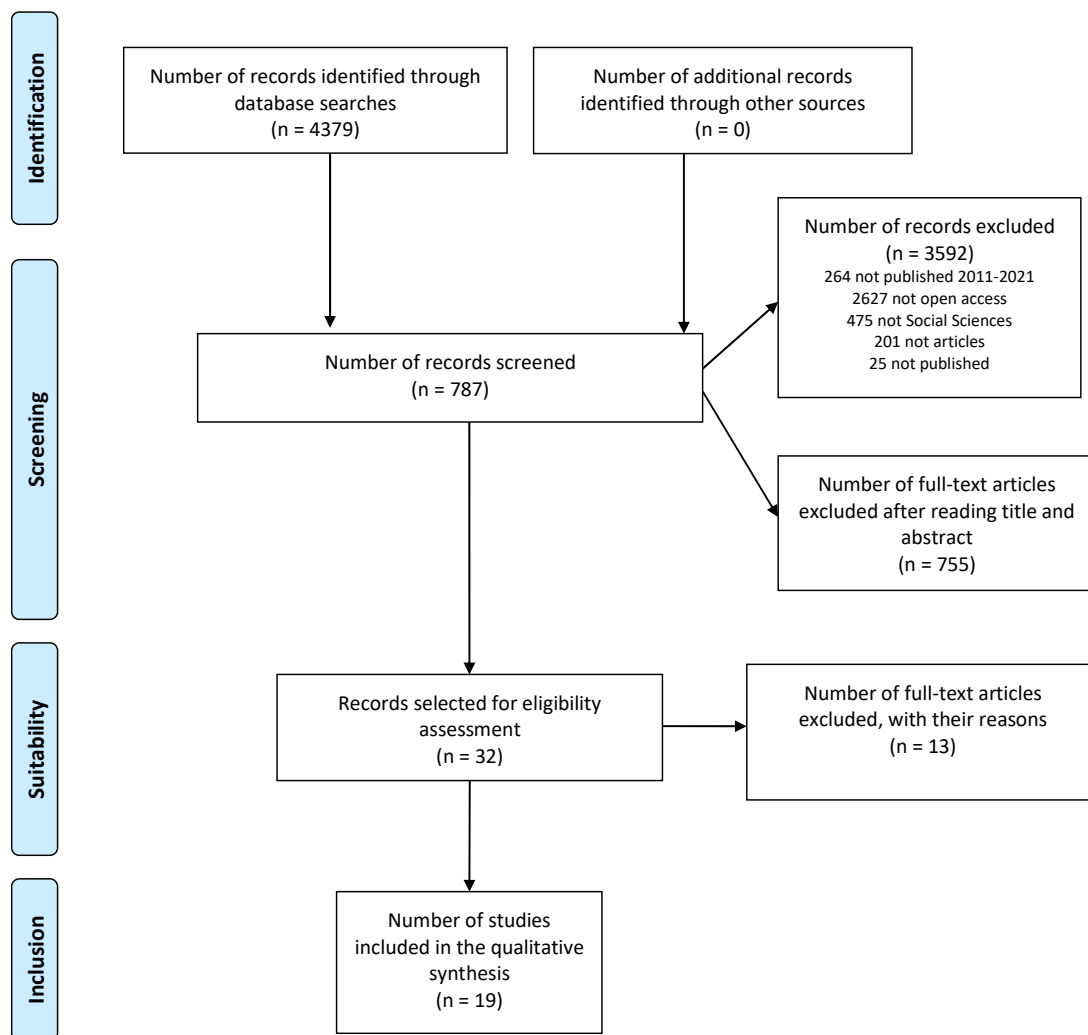 Identification
Number of records identified through
database searches
(n = 4379)
Number of additional records
identified through other sources
(n = 0)
Number of records excluded
(n = 3592)
264 not published 2011-2021
2627 not open access
475 not Social Sciences
201 not articles
25 not published
Screening
Number of records screened
(n = 787)
Number of full-text articles
excluded after reading title and
abstract
(n = 755)
Suitability
Records selected for eligibility
assessment
(n = 32)
Number of full-text articles
excluded, with their reasons
(n = 13)
Inclusion
Number of studies
included in the qualitative
synthesis
(n = 19)